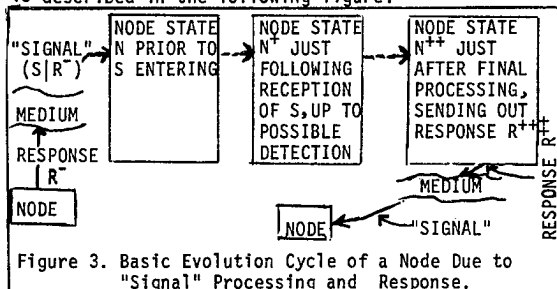 To described in the following figure.
"SIGNAL"
(S|R⁻)
MEDIUM
RESPONSE
R⁻
NODE
NODE STATE
N PRIOR TO
S ENTERING
NODE STATE
N⁺ JUST
FOLLOWING
RECEPTION
OF S,UP TO
POSSIBLE
DETECTION
NODE STATE
N⁺⁺ JUST
AFTER FINAL
PROCESSING,
SENDING OUT
RESPONSE R⁺⁺
RESPONSE R⁺⁺
MEDIUM
NODE
"SIGNAL"
Figure 3. Basic Evolution Cycle of a Node Due to
"Signal" Processing and Response.